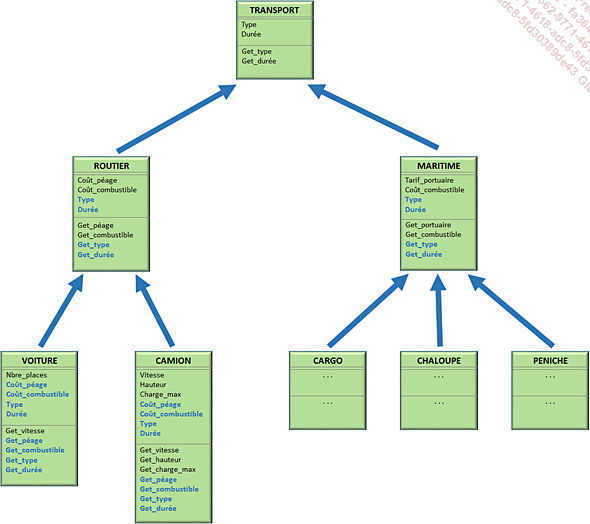 TRANSPORT
Type
Durée
Get_type
Get_durée
ROUTIER
Coût_péage
Coût_combustible
Type
Durée
Get_péage
Get_combustible
Get_type
Get_durée
MARITIME
Tarif_portuaire
Coût_combustible
Type
Durée
Get_portuaire
Get_combustible
Get_type
Get_durée
VOITURE
Nbre_places
Coût_péage
Coût_combustible
Type
Durée
Get_vitesse
Get_péage
Get_combustible
Get_type
Get_durée
CAMION
Vitesse
Hauteur
Charge_max
Coût_péage
Coût_combustible
Type
Durée
Get_vitesse
Get_hauteur
Get_charge_max
Get_péage
Get_combustible
Get_type
Get_durée
CARGO
...
...
CHALOUPE
...
...
PENICHE
...
...